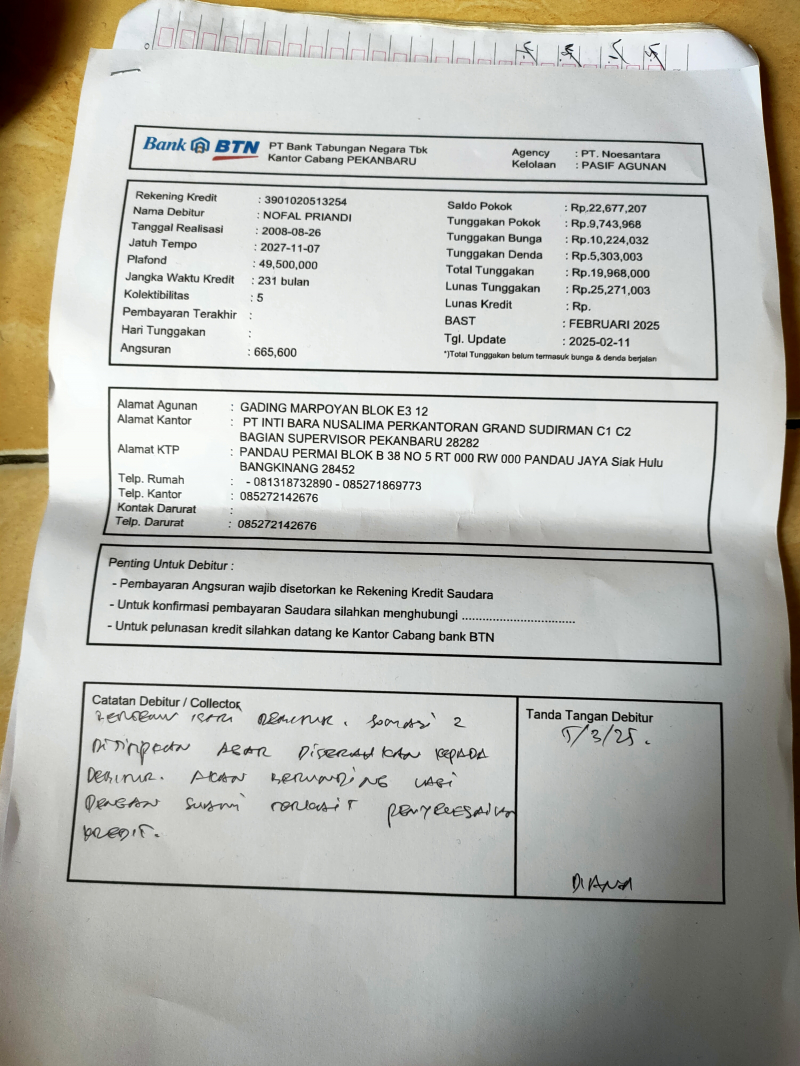 Bank BTN PT Bank Tabungan Negara Tbk
Kantor Cabang PEKANBARU
Agency : PT. Noesantara
Kelolaan : PASIF AGUNAN
Rekening Kredit : 3901020513254
Nama Debitur : NOFAL PRIANDI
Tanggal Realisasi : 2008-08-26
Jatuh Tempo : 2027-11-07
Plafond : 49,500,000
Jangka Waktu Kredit : 231 bulan
Kolektibilitas : 5
Pembayaran Terakhir :
Hari Tunggakan :
Angsuran : 665,600
Saldo Pokok : Rp.22,677,207
Tunggakan Pokok : Rp.9,743,968
Tunggakan Bunga : Rp.10,224,032
Tunggakan Denda : Rp.5,303,003
Total Tunggakan : Rp.19,968,000
Lunas Tunggakan : Rp.25,271,003
Lunas Kredit : Rp.
BAST : FEBRUARI 2025
Tgl. Update : 2025-02-11
*)Total Tunggakan belum termasuk bunga & denda berjalan
Alamat Agunan : GADING MARPOYAN BLOK E3 12
Alamat Kantor : PT INTI BARA NUSALIMA PERKANTORAN GRAND SUDIRMAN C1 C2
BAGIAN SUPERVISOR PEKANBARU 28282
Alamat KTP : PANDAU PERMAI BLOK B 38 NO 5 RT 000 RW 000 PANDAU JAYA Siak Hulu
BANGKINANG 28452
Telp. Rumah : - 081318732890 - 085271869773
Telp. Kantor : 085272142676
Kontak Darurat :
Telp. Darurat : 085272142676
Penting Untuk Debitur :
- Pembayaran Angsuran wajib disetorkan ke Rekening Kredit Saudara
- Untuk konfirmasi pembayaran Saudara silahkan menghubungi ................................
- Untuk pelunasan kredit silahkan datang ke Kantor Cabang bank BTN
Catatan Debitur / Collector
DEBITUR. SOMASI 2
DITITIPKAN AGAR DISERAHKAN KEPADA
DEBITUR. AKAN BERUNDING LAGI
DENGAN SUAMI TERKAIT PENYELESAIAN
KREDIT.
Tanda Tangan Debitur
5/3/25.
DIANA